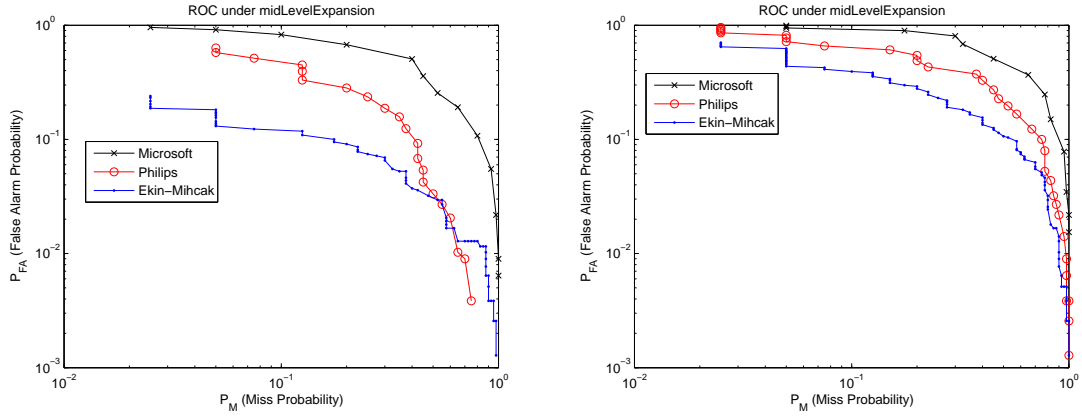 ROC under midLevelExpansion
10^0
10^-1
10^-2
10^-3
P_FA (False Alarm Probability)
Microsoft
Philips
Ekin-Mihcak
10^-2
10^-1
10^0
P_M (Miss Probability)
ROC under midLevelExpansion
10^0
10^-1
10^-2
10^-3
P_FA (False Alarm Probability)
Microsoft
Philips
Ekin-Mihcak
10^-2
10^-1
10^0
P_M (Miss Probability)